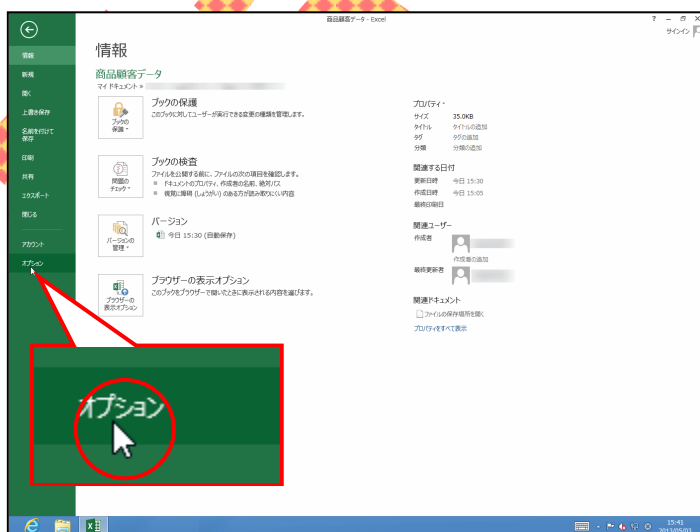 商品顧客データ - Excel
サインイン
情報
新規
開く
上書き保存
名前を付けて
保存
印刷
共有
エクスポート
閉じる
アカウント
オプション
情報
商品顧客データ
マイ ドキュメント »
ブックの
保護
ブックの保護
このブックに対してユーザーが実行できる変更の種類を管理します。
問題の
チェック
ブックの検査
ファイルを公開する前に、ファイルの次の項目を確認します。
ドキュメントのプロパティ、作成者の名前、絶対パス
視覚に障碍 (しょうがい) のある方が読み取りにくい内容
バージョンの
管理
バージョン
今日 15:30 (自動保存)
ブラウザーの
表示オプション
ブラウザーの表示オプション
このブックをブラウザーで開いたときに表示される内容を選びます。
プロパティ
サイズ 35.0KB
タイトル タイトルの追加
タグ タグの追加
分類 分類の追加
関連する日付
更新日時 今日 15:30
作成日時 今日 15:05
最終印刷日
関連ユーザー
作成者
作成者の追加
最終更新者
関連ドキュメント
ファイルの保存場所を開く
プロパティをすべて表示
オプション
15:41
2013/05/03